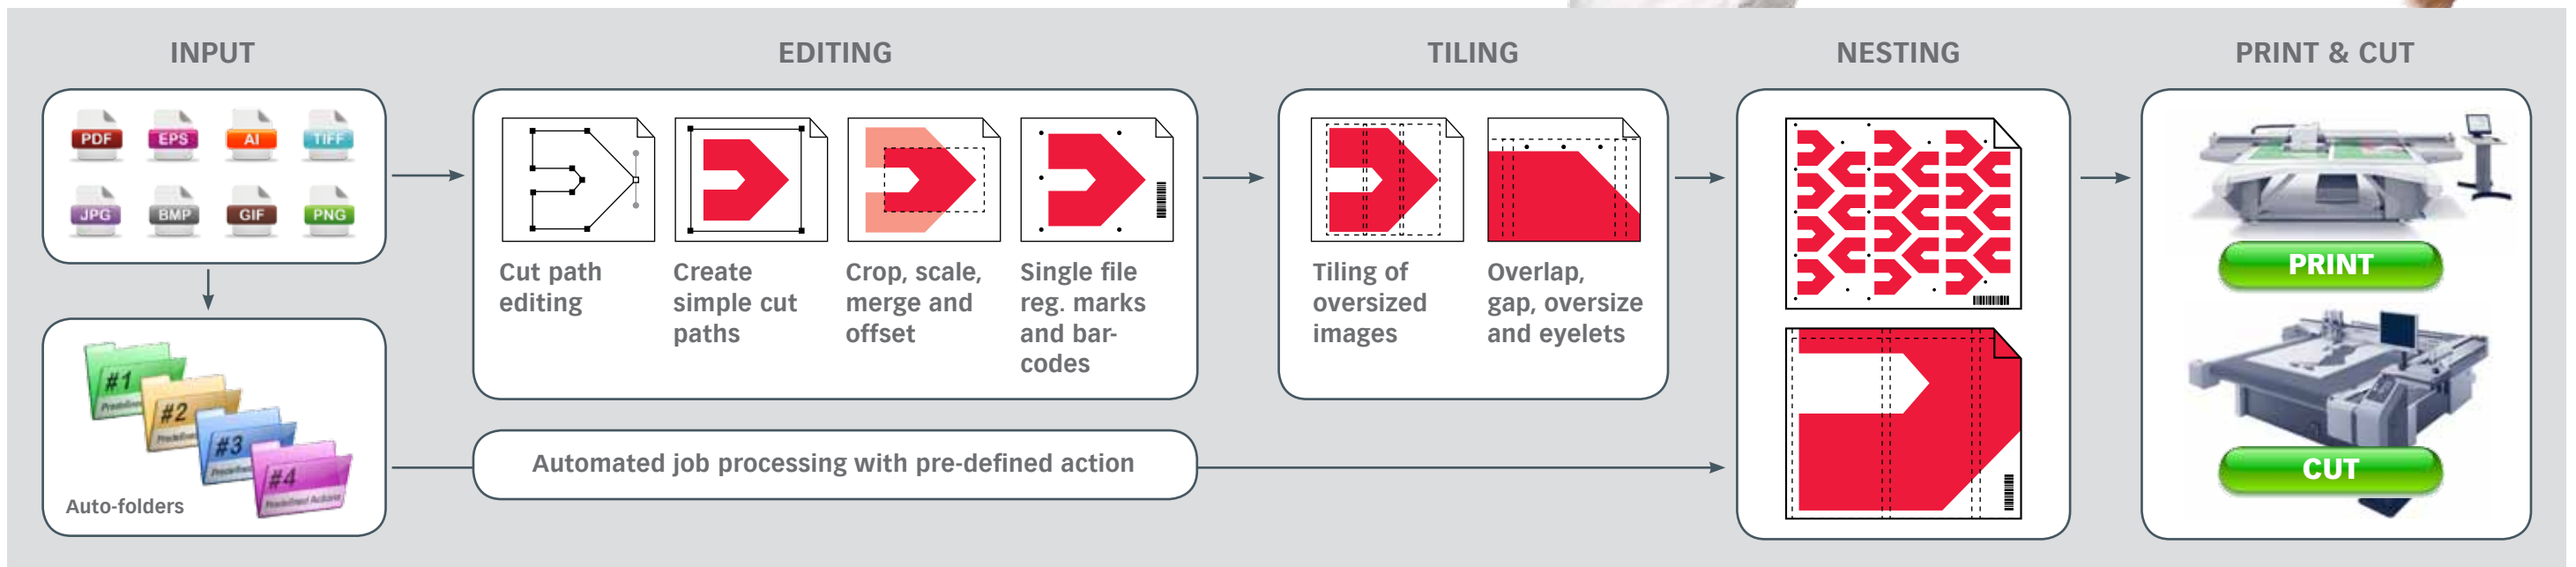 INPUT
EDITING
TILING
NESTING
PRINT & CUT
PDF
EPS
AI
TIFF
JPG
BMP
GIF
PNG
Cut path
editing
Create
simple cut
paths
Crop, scale,
merge and
offset
Single file
reg. marks
and bar-
codes
Tiling of
oversized
images
Overlap,
gap, oversize
and eyelets
PRINT
CUT
#1
#2
#3
#4
Predefined Actions
Auto-folders
Automated job processing with pre-defined action